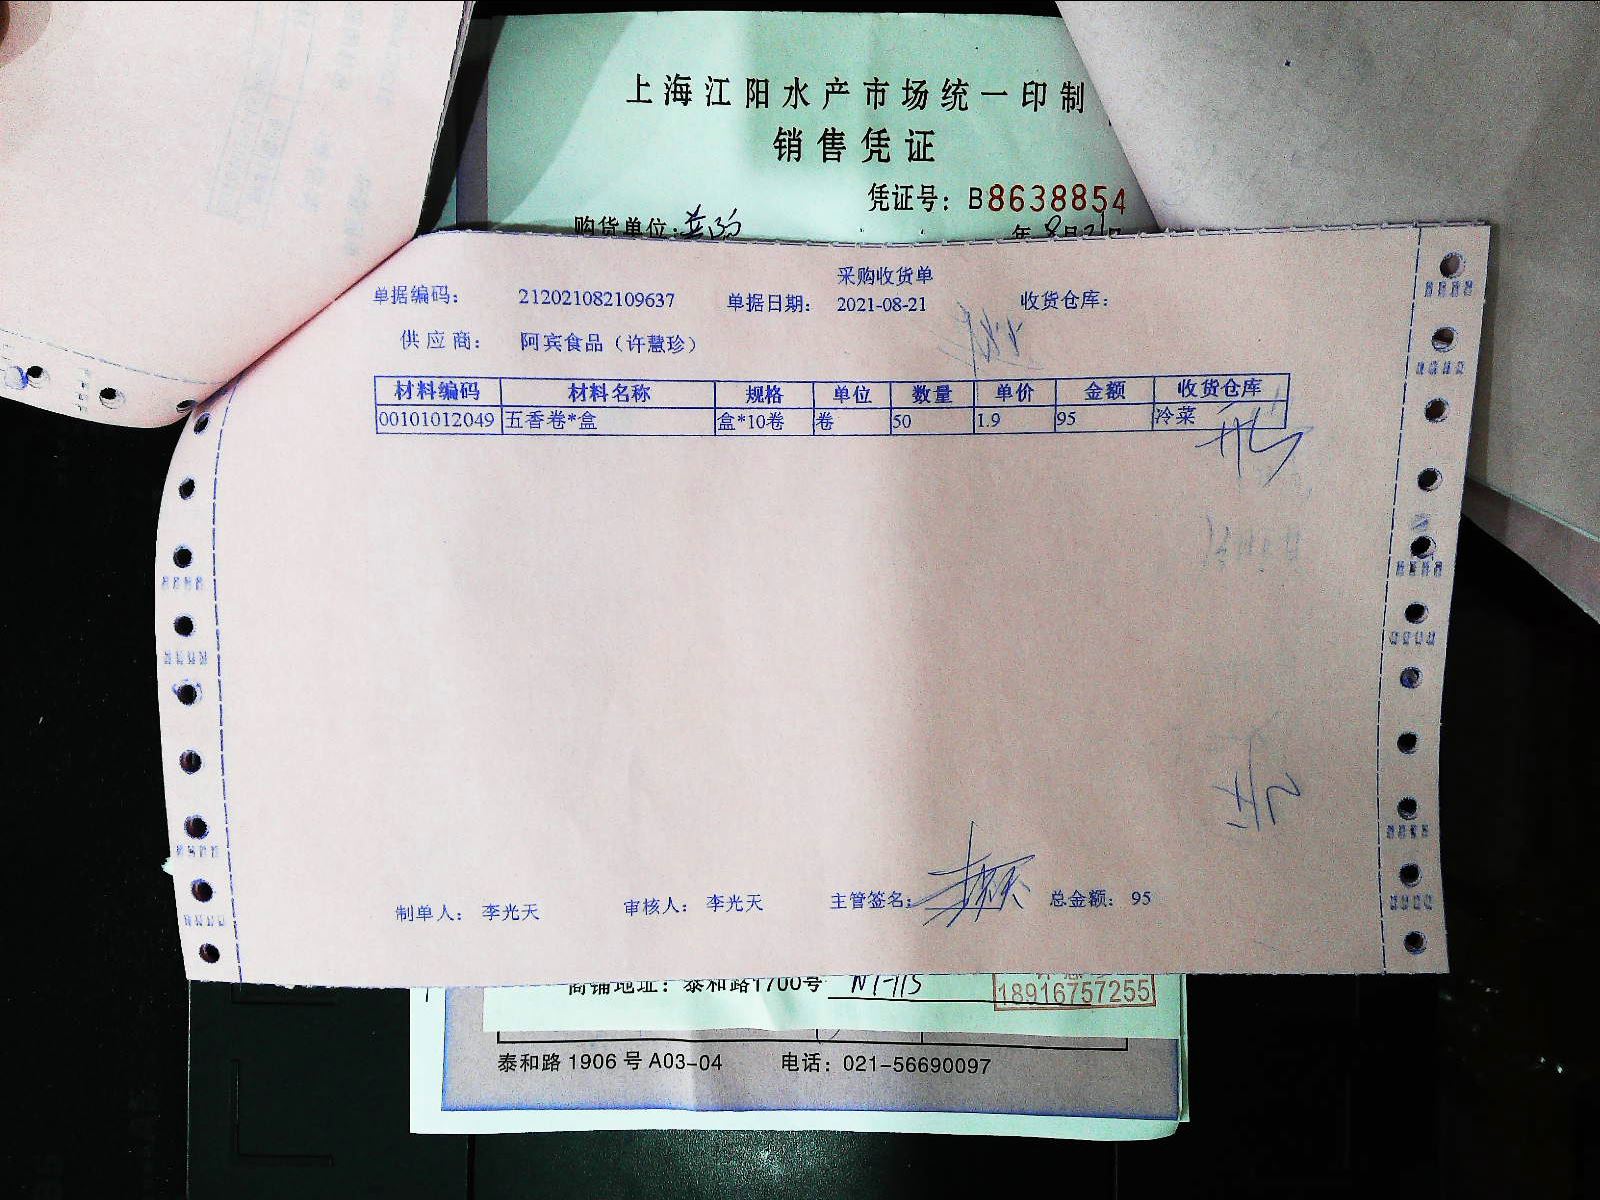 上海江阳水产市场统一印制
销售凭证
凭证号：B8638854
购货单位：
年8月21日
采购收货单
单据编码： 212021082109637 单据日期： 2021-08-21 收货仓库：
供应商： 阿宾食品（许慧珍）
材料编码 材料名称 规格 单位 数量 单价 金额 收货仓库
00101012049 五香卷*盒 盒*10卷 卷 50 1.9 95 冷菜
制单人： 李光天 审核人： 李光天 主管签名： 总金额： 95
商铺地址：泰和路1700号 N1-115
18916757255
泰和路1906号A03-04 电话：021-56690097